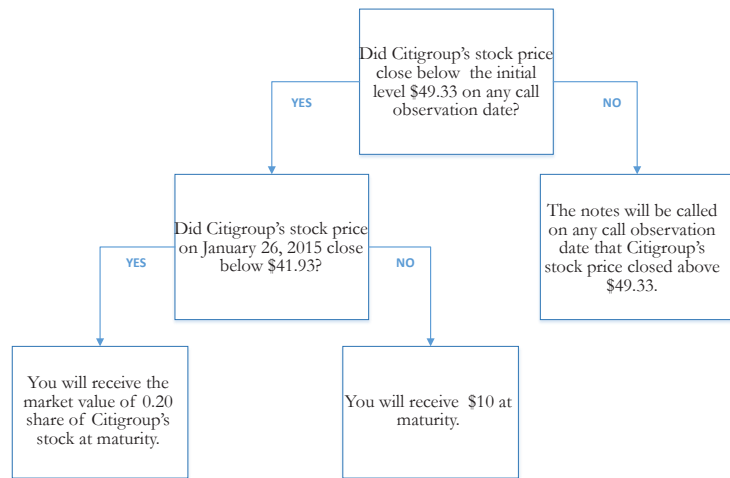 Did Citigroup's stock price
close below the initial
level $49.33 on any call
observation date?
YES
NO
Did Citigroup's stock price
on January 26, 2015 close
below $41.93?
The notes will be called
on any call observation
date that Citigroup's
stock price closed above
$49.33.
YES
NO
You will receive the
market value of 0.20
share of Citigroup's
stock at maturity.
You will receive $10 at
maturity.